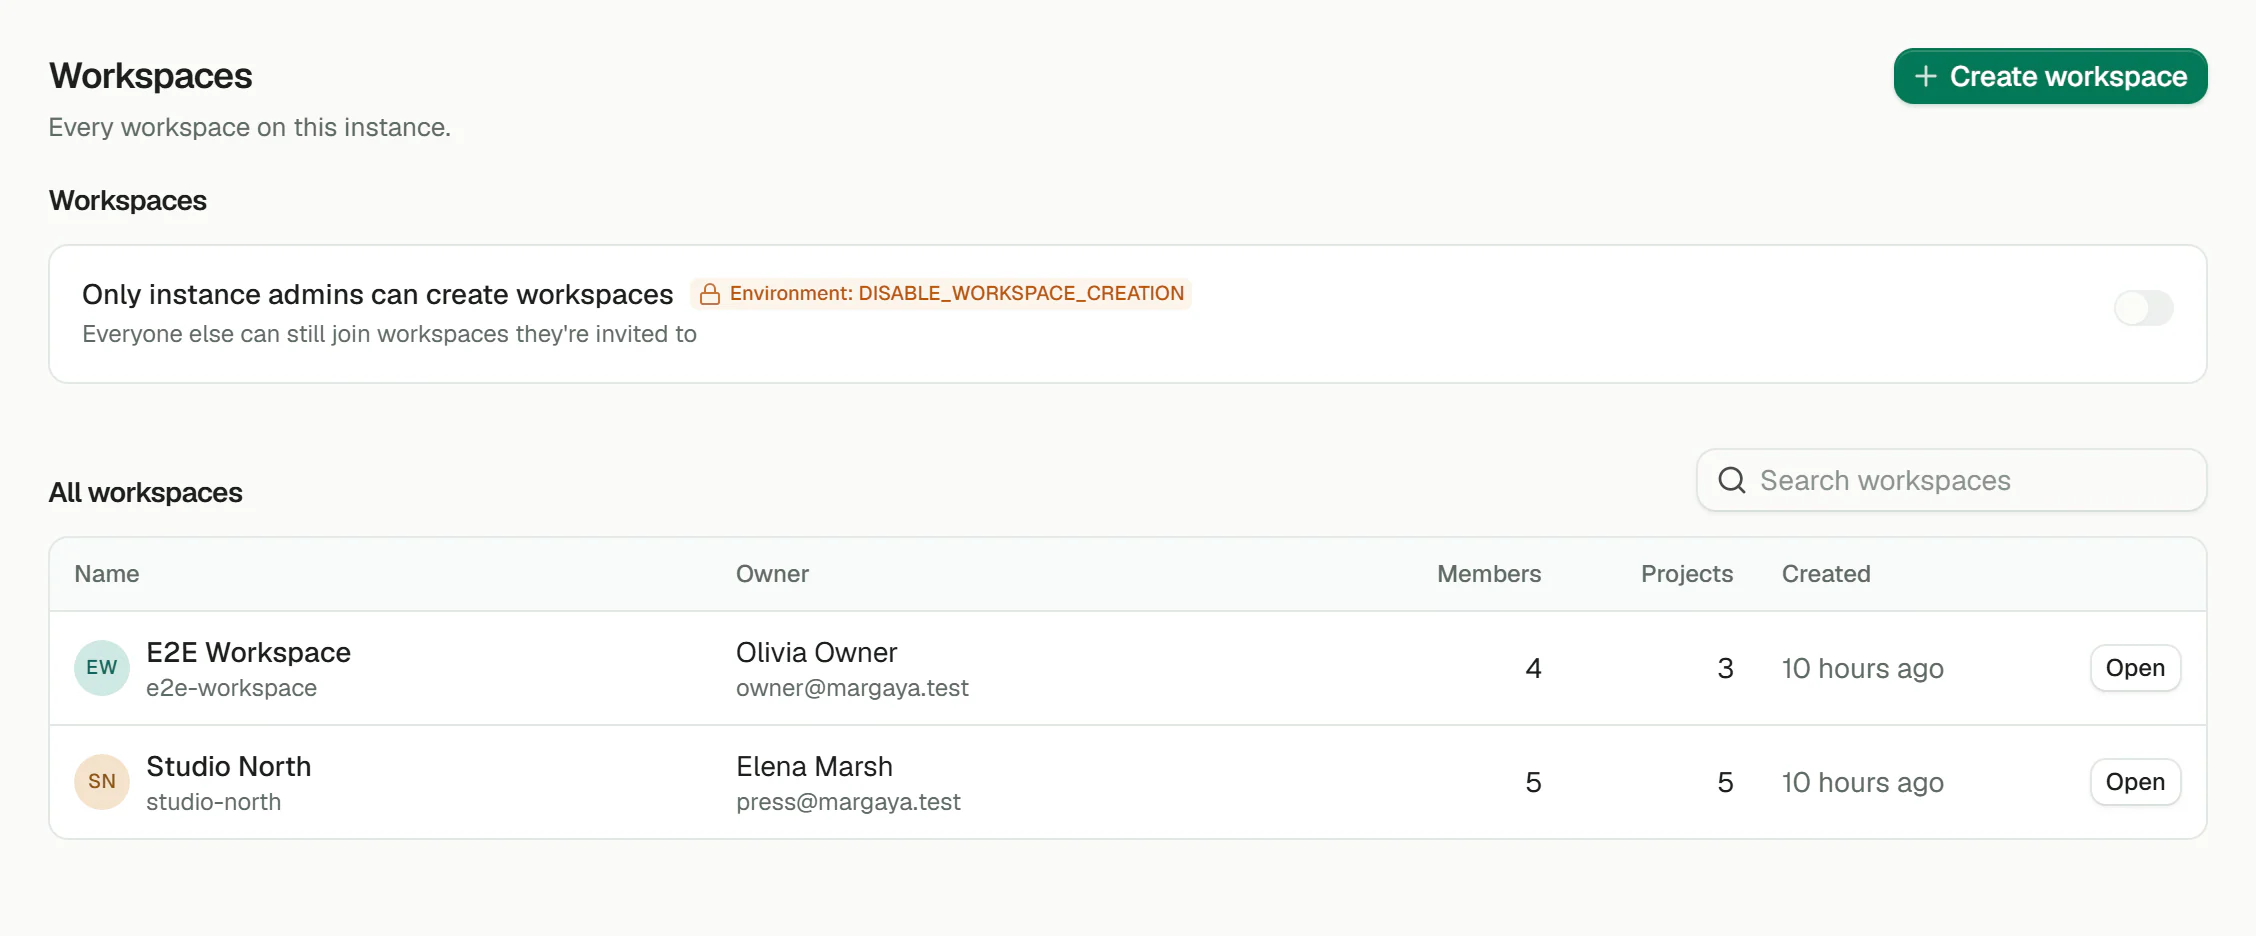 Workspaces
Create workspace
Every workspace on this instance.
Workspaces
Only instance admins can create workspaces
Environment: DISABLE_WORKSPACE_CREATION
Everyone else can still join workspaces they're invited to
All workspaces
Search workspaces
Name Owner Members Projects Created
EW
E2E Workspace
e2e-workspace
Olivia Owner
owner@margaya.test
4 3 10 hours ago Open
SN
Studio North
studio-north
Elena Marsh
press@margaya.test
5 5 10 hours ago Open